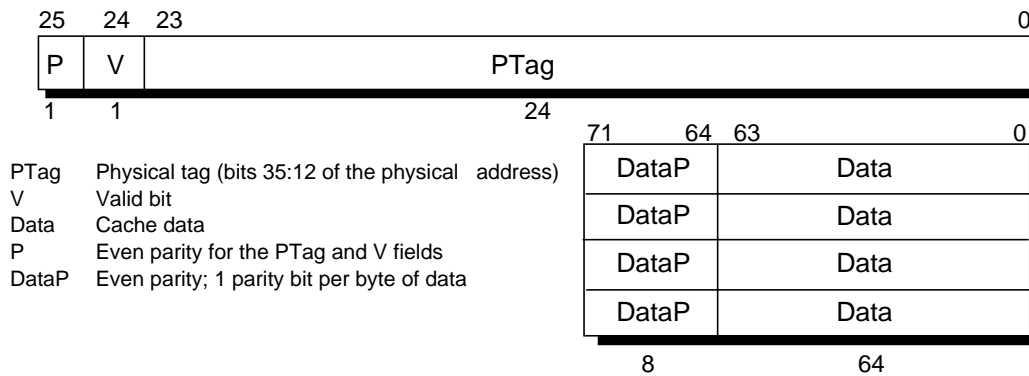 25 24 23 0
P V PTag
1 1 24
71 64 63 0
PTag Physical tag (bits 35:12 of the physical address)
V Valid bit
Data Cache data
P Even parity for the PTag and V fields
DataP Even parity; 1 parity bit per byte of data
DataP Data
DataP Data
DataP Data
DataP Data
8 64